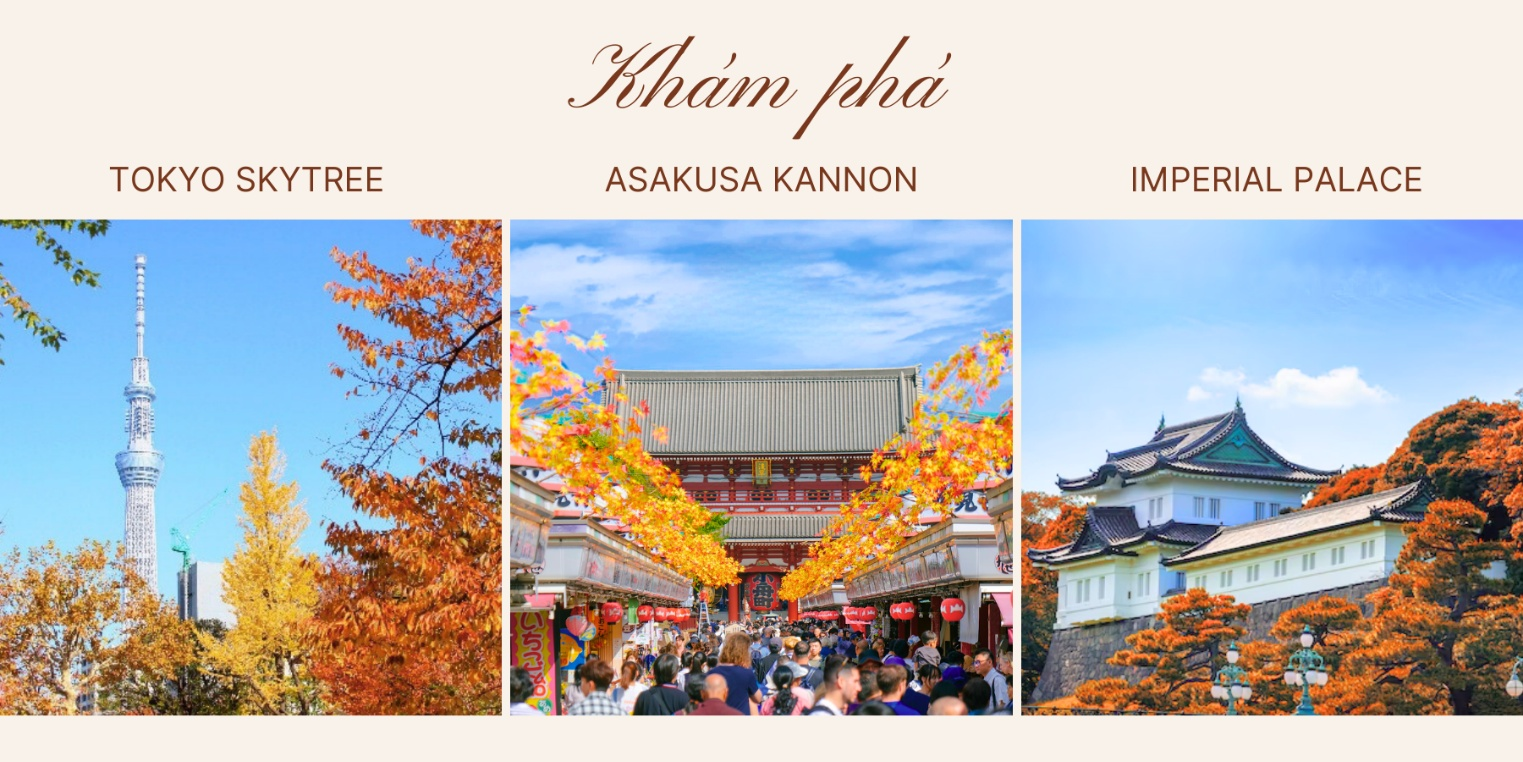 Khám phá
TOKYO SKYTREE
ASAKUSA KANNON
IMPERIAL PALACE